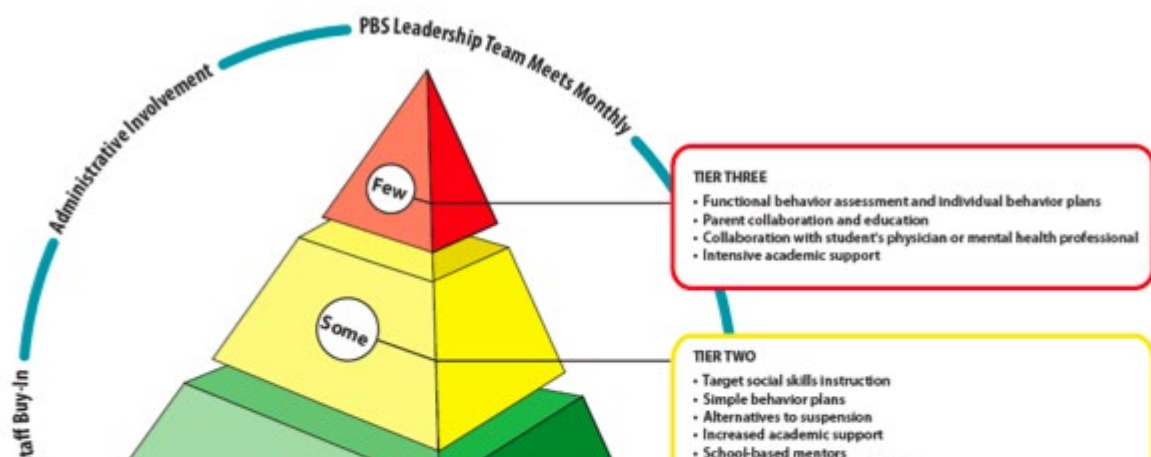 PBS Leadership Team Meets Monthly
Administrative Involvement
Buy-In
Few
Some
TIER THREE
• Functional behavior assessment and individual behavior plans
• Parent collaboration and education
• Collaboration with student's physician or mental health professional
• Intensive academic support
TIER TWO
• Target social skills instruction
• Simple behavior plans
• Alternatives to suspension
• Increased academic support
• School-based mentors